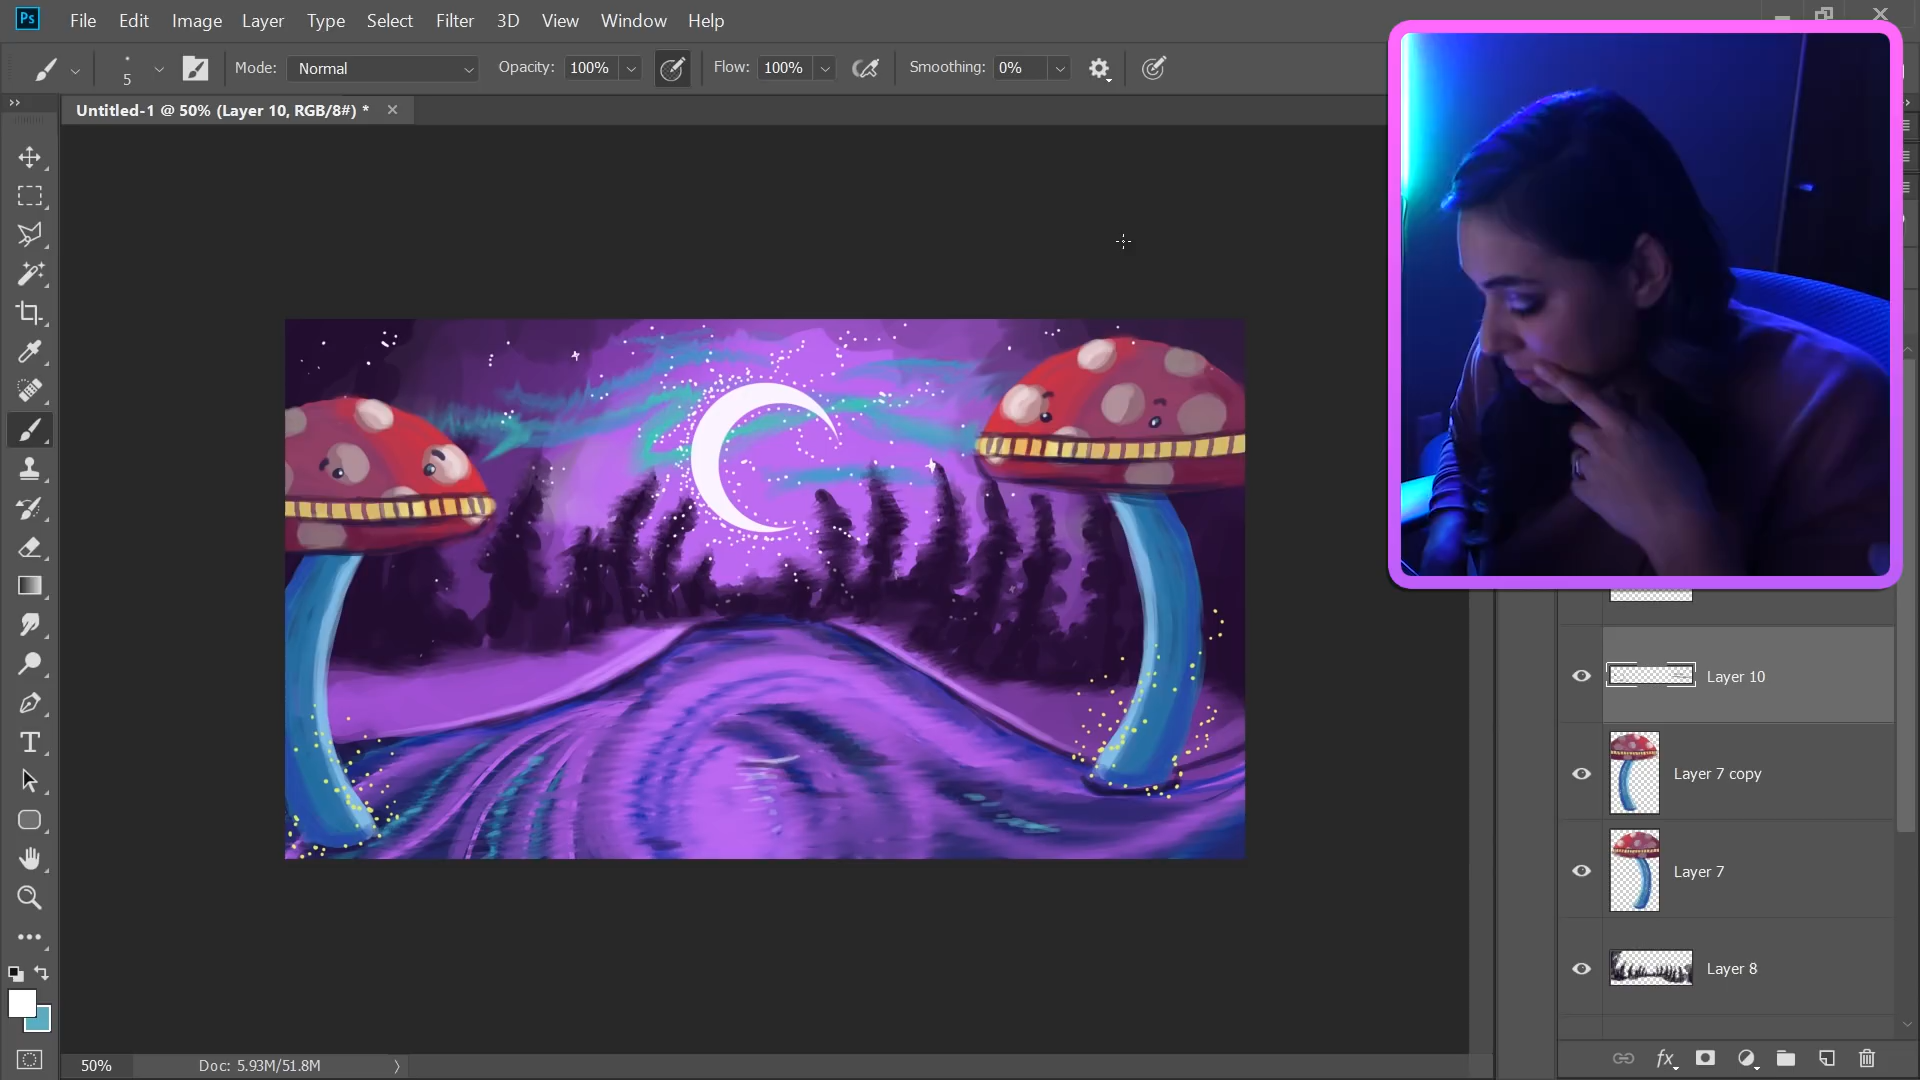 Ps File Edit Image Layer Type Select Filter 3D View Window Help
5 Mode: Normal Opacity: 100% Flow: 100% Smoothing: 0%
Untitled-1 @ 50% (Layer 10, RGB/8#) *
Layer 10
Layer 7 copy
Layer 7
Layer 8
50% Doc: 5.93M/51.8M
fx